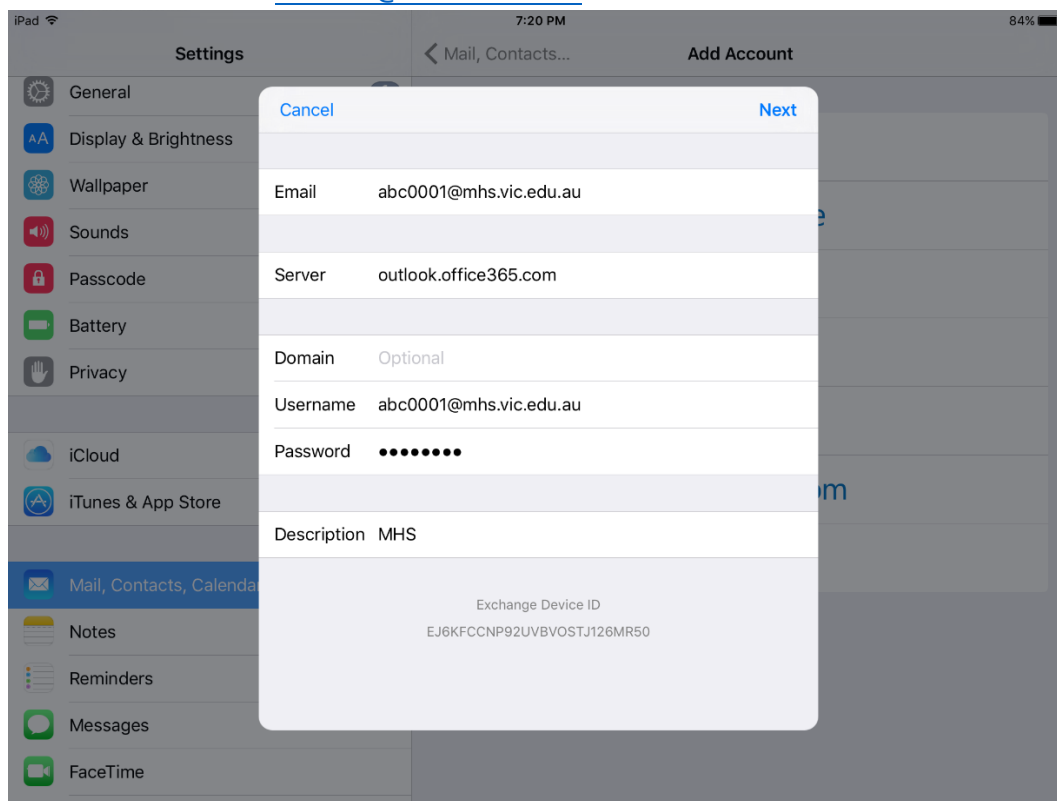 iPad 7:20 PM 84%
Settings
Mail, Contacts... Add Account
General
Display & Brightness
Wallpaper
Sounds
Passcode
Battery
Privacy
iCloud
iTunes & App Store
Mail, Contacts, Calendar
Notes
Reminders
Messages
FaceTime
Cancel Next
Email abc0001@mhs.vic.edu.au
Server outlook.office365.com
Domain Optional
Username abc0001@mhs.vic.edu.au
Password ●●●●●●●●
Description MHS
Exchange Device ID
EJ6KFCCNP92UVBVOSTJ126MR50
e
om